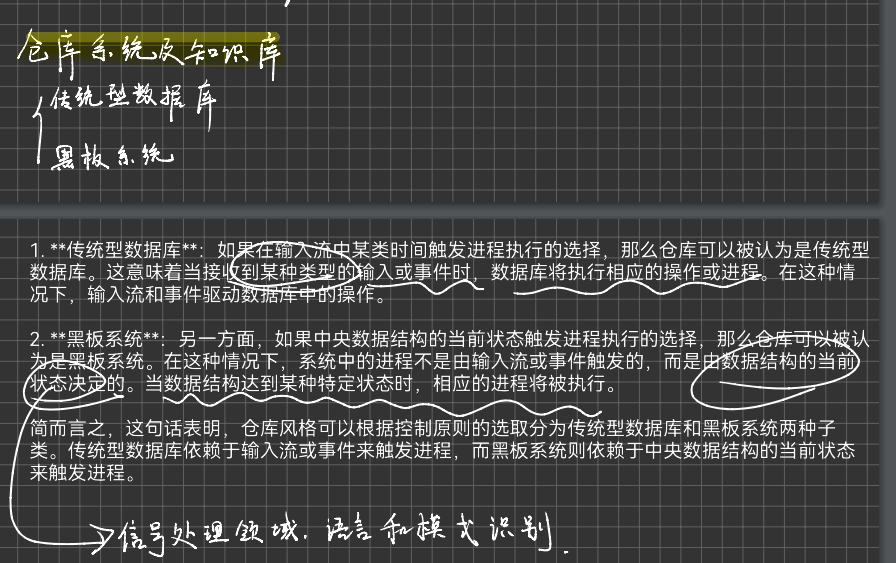 仓库系统及知识库
传统型数据库
黑板系统
1. **传统型数据库**：如果在输入流中某类时间触发进程执行的选择，那么仓库可以被认为是传统型
数据库。这意味着当接收到某种类型的输入或事件时，数据库将执行相应的操作或进程。在这种情
况下，输入流和事件驱动数据库中的操作。
2. **黑板系统**：另一方面，如果中央数据结构的当前状态触发进程执行的选择，那么仓库可以被认
为是黑板系统。在这种情况下，系统中的进程不是由输入流或事件触发的，而是由数据结构的当前
状态决定的。当数据结构达到某种特定状态时，相应的进程将被执行。
简而言之，这句话表明，仓库风格可以根据控制原则的选取分为传统型数据库和黑板系统两种子
类。传统型数据库依赖于输入流或事件来触发进程，而黑板系统则依赖于中央数据结构的当前状态
来触发进程。
信号处理领域. 语言和模式识别.